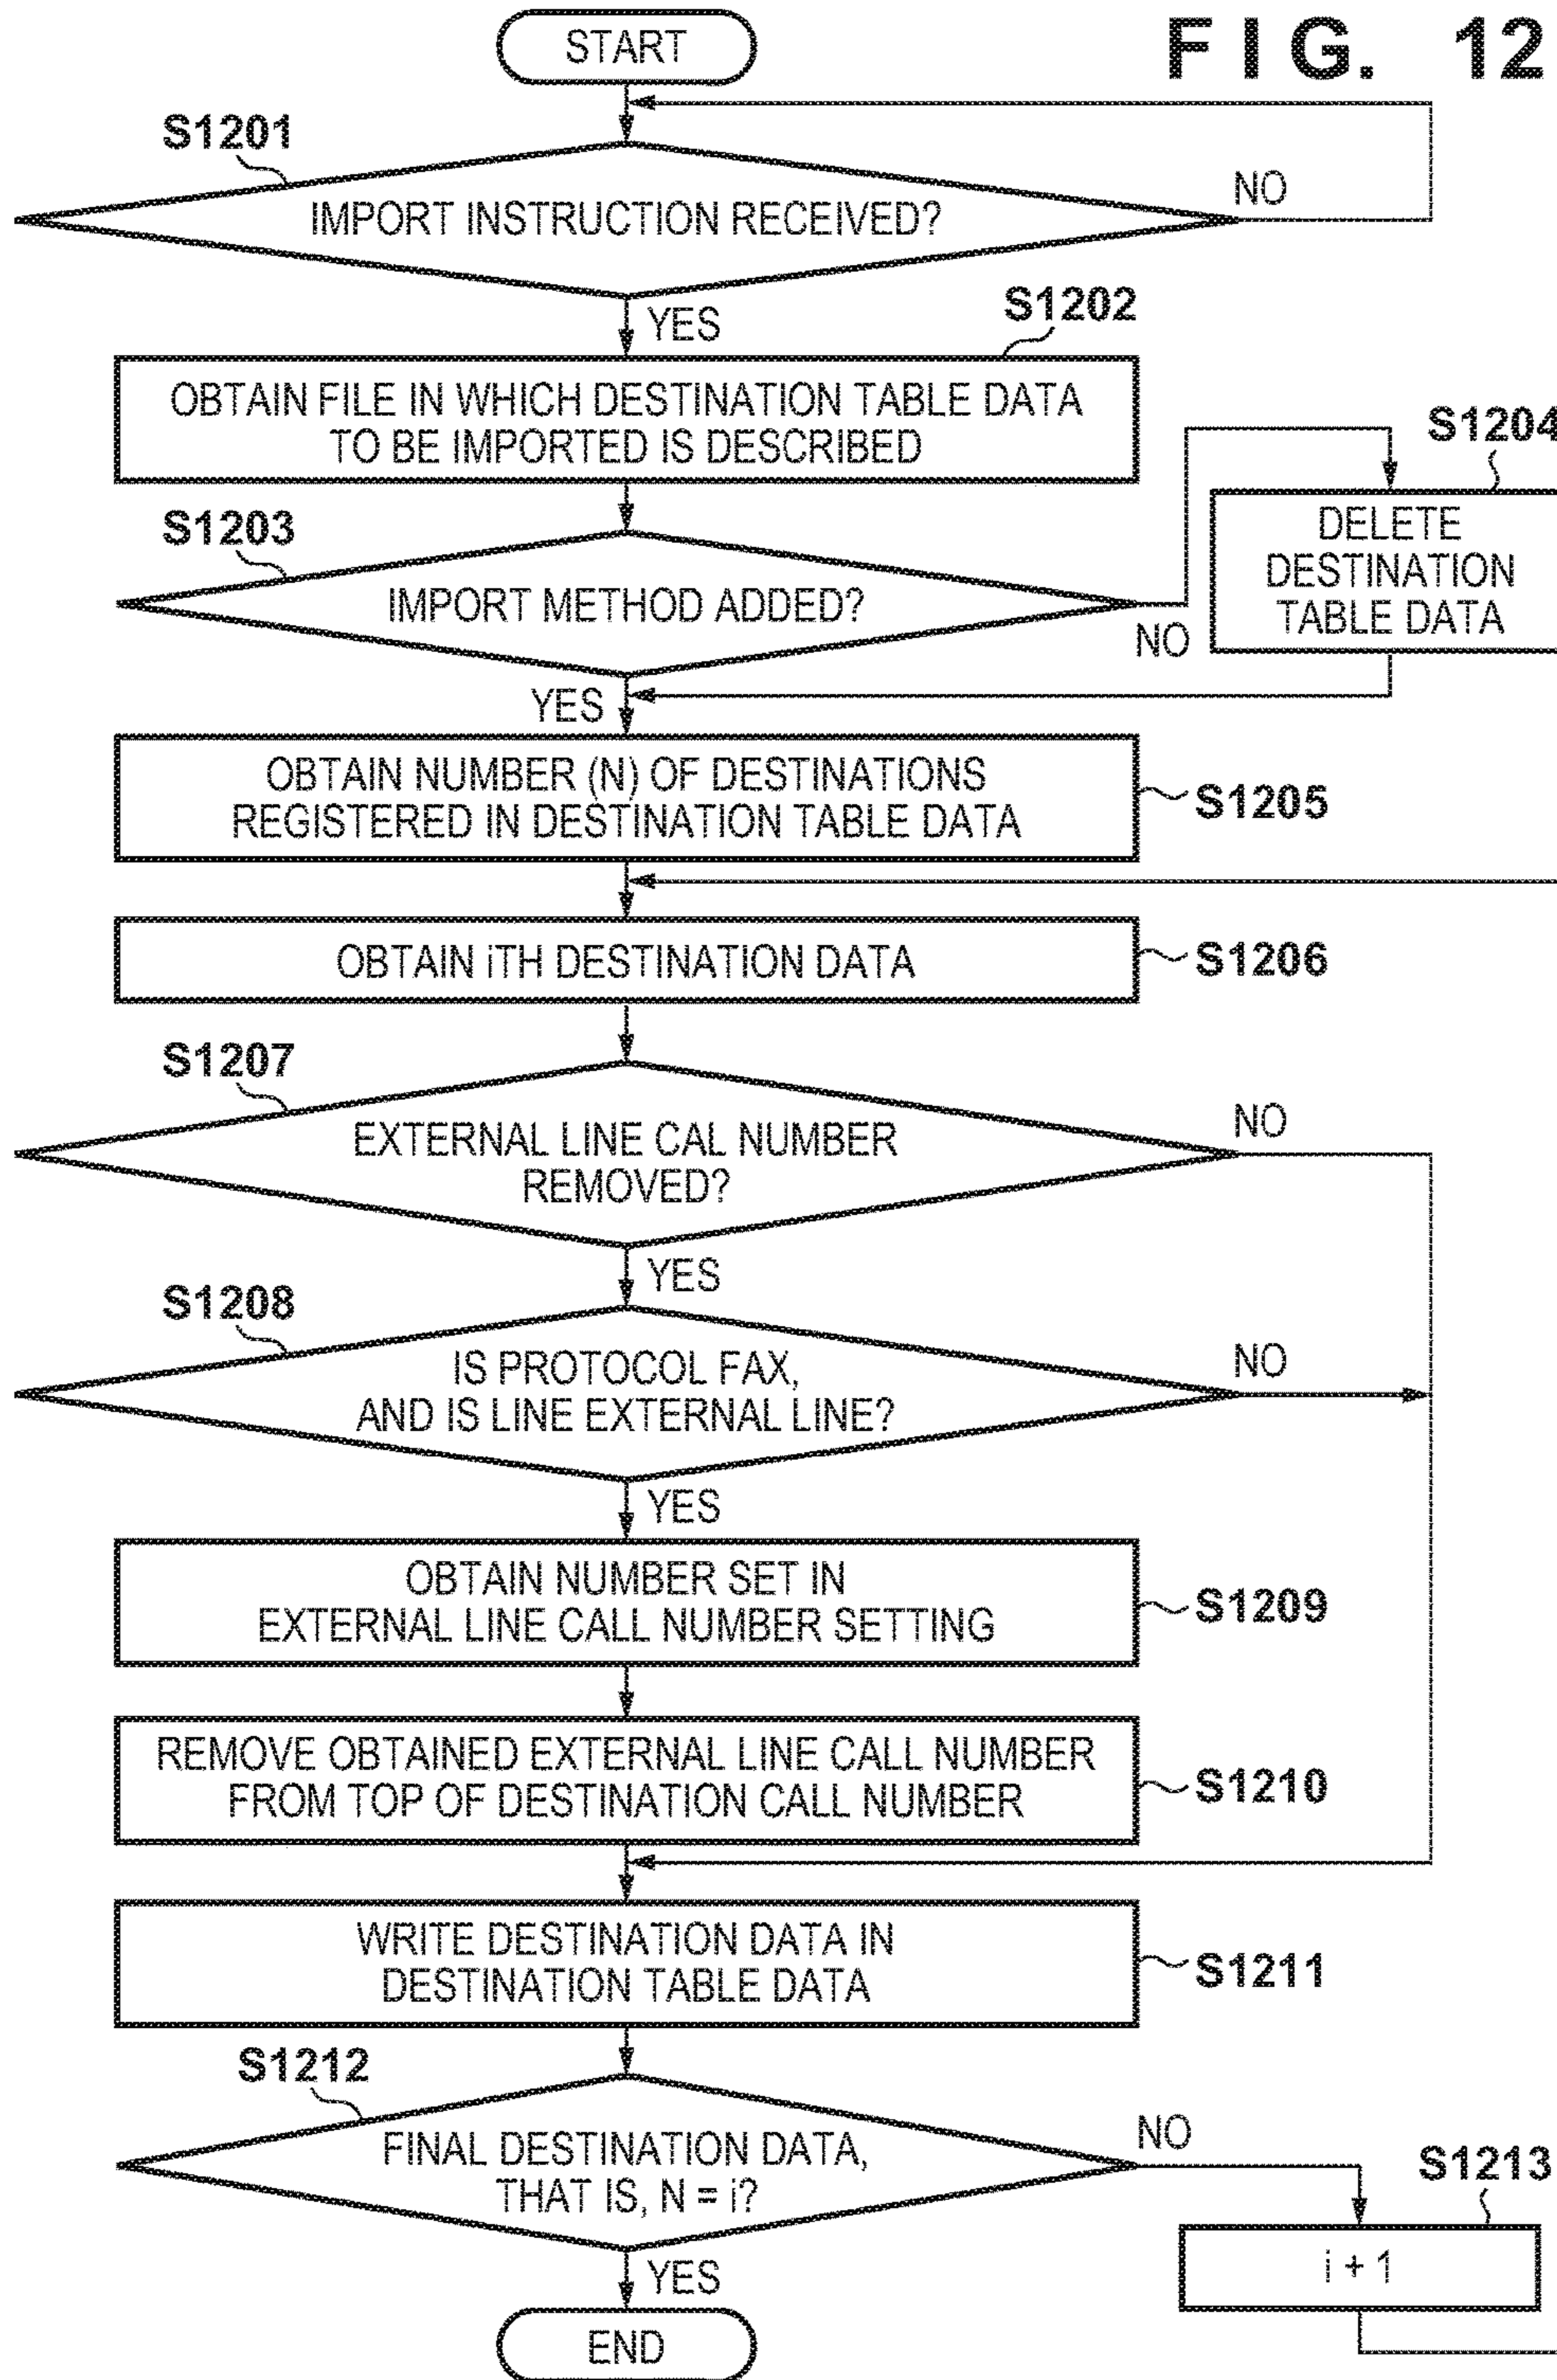 START
FIG. 12
S1201
IMPORT INSTRUCTION RECEIVED?
NO
YES
S1202
OBTAIN FILE IN WHICH DESTINATION TABLE DATA
TO BE IMPORTED IS DESCRIBED
S1203
IMPORT METHOD ADDED?
NO
S1204
DELETE
DESTINATION
TABLE DATA
YES
OBTAIN NUMBER (N) OF DESTINATIONS
REGISTERED IN DESTINATION TABLE DATA
S1205
OBTAIN iTH DESTINATION DATA
S1206
S1207
EXTERNAL LINE CAL NUMBER
REMOVED?
NO
YES
S1208
IS PROTOCOL FAX,
AND IS LINE EXTERNAL LINE?
NO
YES
OBTAIN NUMBER SET IN
EXTERNAL LINE CALL NUMBER SETTING
S1209
REMOVE OBTAINED EXTERNAL LINE CALL NUMBER
FROM TOP OF DESTINATION CALL NUMBER
S1210
WRITE DESTINATION DATA IN
DESTINATION TABLE DATA
S1211
S1212
FINAL DESTINATION DATA,
THAT IS, N = i?
NO
S1213
i + 1
YES
END